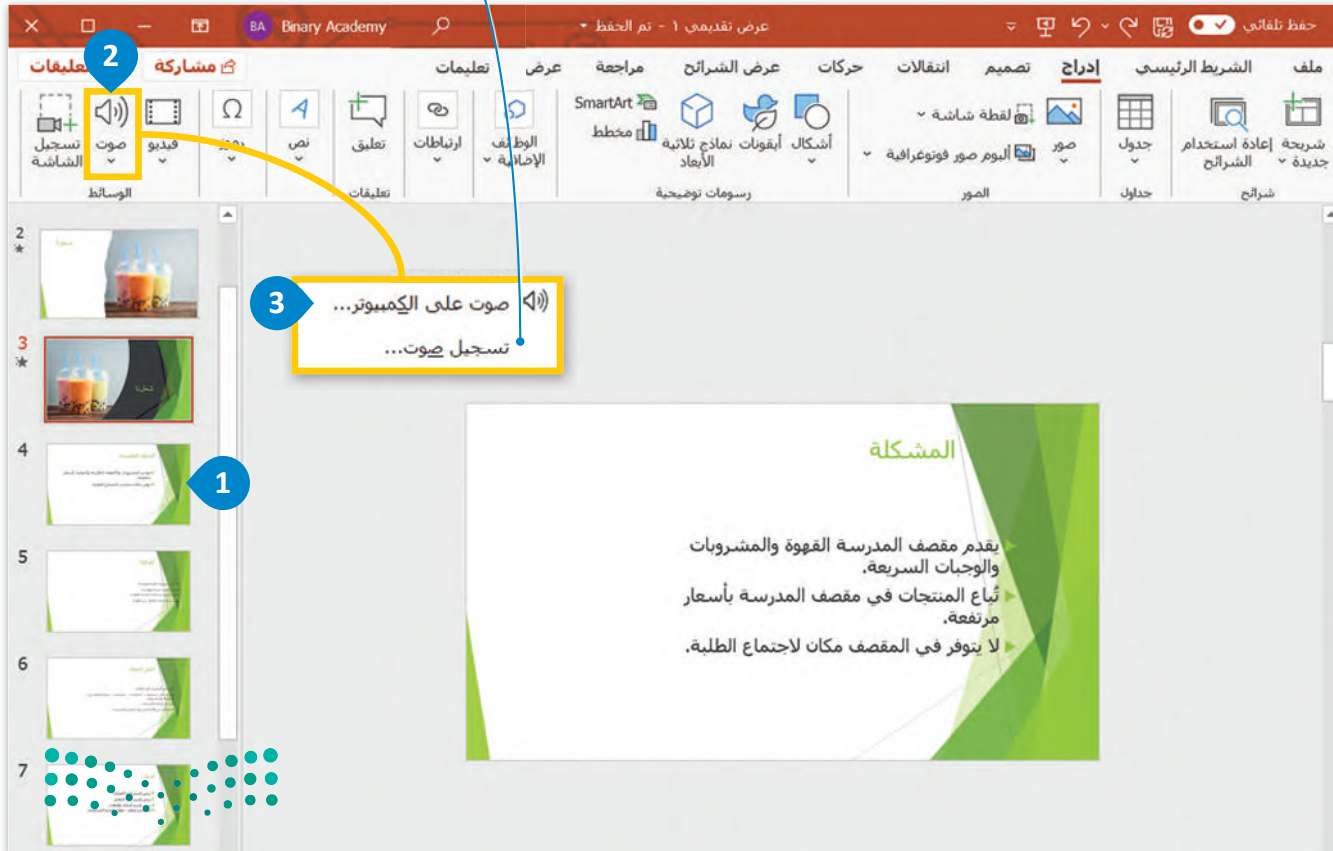 حفظ تلقائي
عرض تقديمي ١ - تم الحفظ
Binary Academy
BA
ملف
الشريط الرئيسي
إدراج
تصميم
انتقالات
حركات
عرض الشرائح
مراجعة
عرض
تعليمات
مشاركة
شريحة جديدة
إعادة استخدام الشرائح
شرائح
جدول
جداول
صور
لقطة شاشة
ألبوم صور فوتوغرافية
الصور
أشكال
أيقونات
نماذج ثلاثية الأبعاد
SmartArt
مخطط
رسومات توضيحية
الوظائف الإضافية
ارتباطات
تعليق
تعليقات
نص
Ω
فيديو
صوت
تسجيل الشاشة
الوسائط
2
3
صوت على الكمبيوتر...
تسجيل صوت...
1
2
3
4
5
6
7
المشكلة
يقدم مقصف المدرسة القهوة والمشروبات
والوجبات السريعة.
تُباع المنتجات في مقصف المدرسة بأسعار
مرتفعة.
لا يتوفر في المقصف مكان لاجتماع الطلبة.